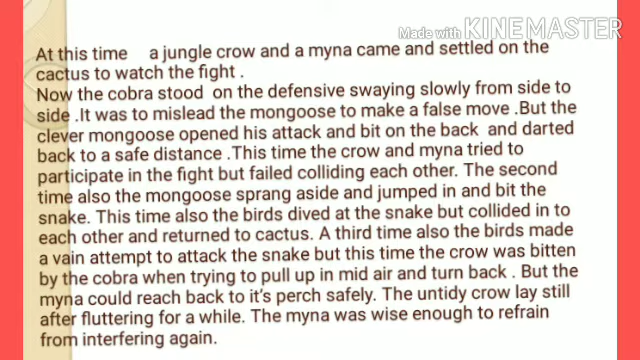 Made with KINEMASTER
At this time a jungle crow and a myna came and settled on the
cactus to watch the fight .
Now the cobra stood on the defensive swaying slowly from side to
side .It was to mislead the mongoose to make a false move .But the
clever mongoose opened his attack and bit on the back and darted
back to a safe distance .This time the crow and myna tried to
participate in the fight but failed colliding each other. The second
time also the mongoose sprang aside and jumped in and bit the
snake. This time also the birds dived at the snake but collided in to
each other and returned to cactus. A third time also the birds made
a vain attempt to attack the snake but this time the crow was bitten
by the cobra when trying to pull up in mid air and turn back . But the
myna could reach back to it's perch safely. The untidy crow lay still
after fluttering for a while. The myna was wise enough to refrain
from interfering again.